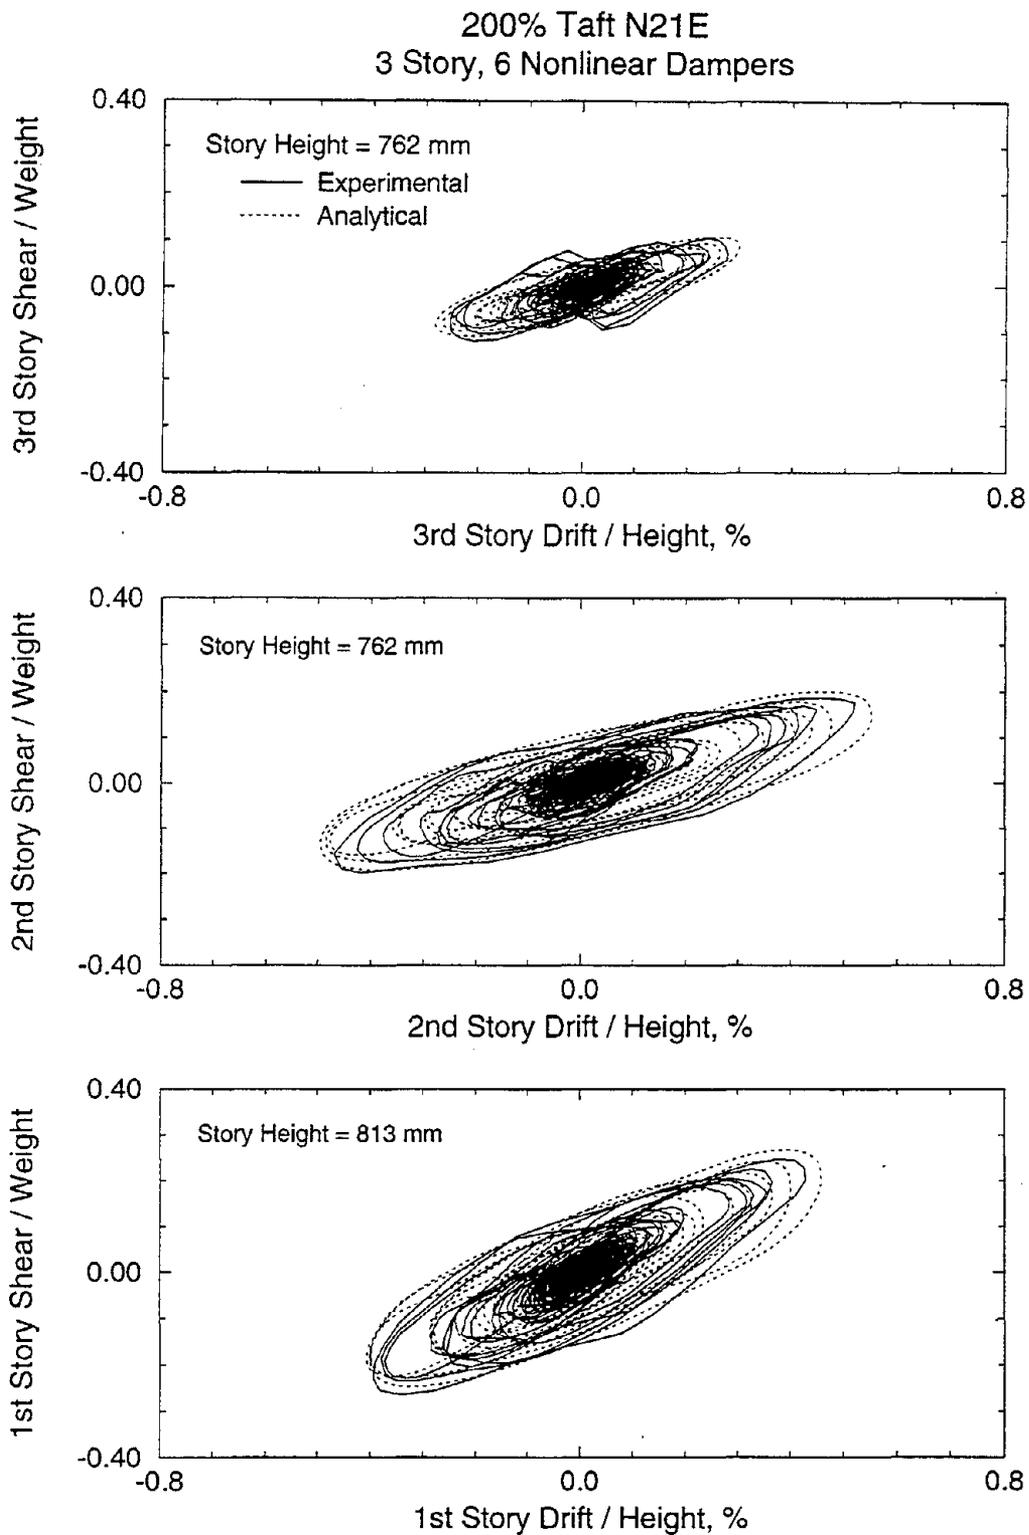 200% Taft N21E
3 Story, 6 Nonlinear Dampers
3rd Story Shear / Weight
0.40
0.00
-0.40
Story Height = 762 mm
Experimental
Analytical
-0.8
0.0
0.8
3rd Story Drift / Height, %
2nd Story Shear / Weight
0.40
0.00
-0.40
Story Height = 762 mm
-0.8
0.0
0.8
2nd Story Drift / Height, %
1st Story Shear / Weight
0.40
0.00
-0.40
Story Height = 813 mm
-0.8
0.0
0.8
1st Story Drift / Height, %